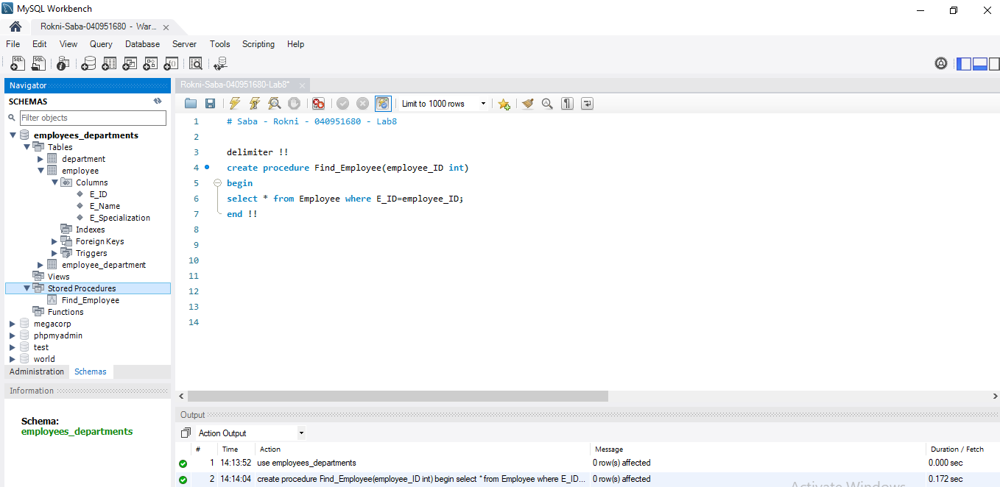 MySQL Workbench
Rokni-Saba-040951680 - War...
File Edit View Query Database Server Tools Scripting Help
Navigator
SCHEMAS
Filter objects
employees_departments
Tables
department
employee
Columns
E_ID
E_Name
E_Specialization
Indexes
Foreign Keys
Triggers
employee_department
Views
Stored Procedures
Find_Employee
Functions
megacorp
phpmyadmin
test
world
Administration Schemas
Information
Schema:
employees_departments
Rokni-Saba-040951680-Lab8*
Limit to 1000 rows
1 # Saba - Rokni - 040951680 - Lab8
2
3 delimiter !!
4 create procedure Find_Employee(employee_ID int)
5 begin
6 select * from Employee where E_ID=employee_ID;
7 end !!
8
9
10
11
12
13
14
Output
Action Output
# Time Action Message Duration / Fetch
1 14:13:52 use employees_departments 0 row(s) affected 0.000 sec
2 14:14:04 create procedure Find_Employee(employee_ID int) begin select * from Employee where E_ID... 0 row(s) affected 0.172 sec
Activate Windows